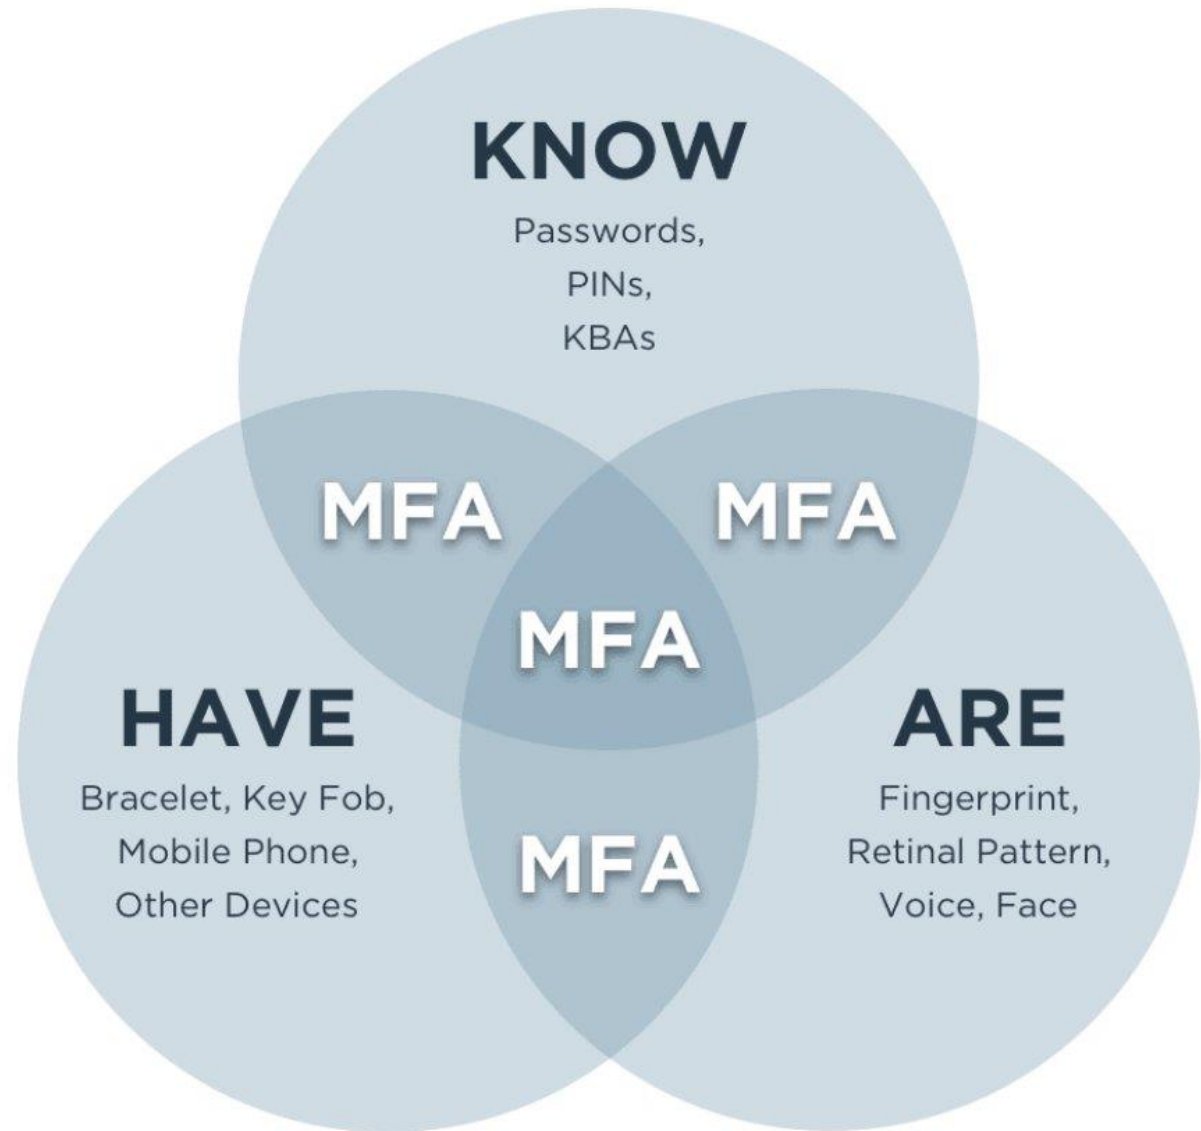 KNOW
Passwords,
PINs,
KBAs
MFA
MFA
MFA
HAVE
Bracelet, Key Fob,
Mobile Phone,
Other Devices
ARE
Fingerprint,
Retinal Pattern,
Voice, Face
MFA